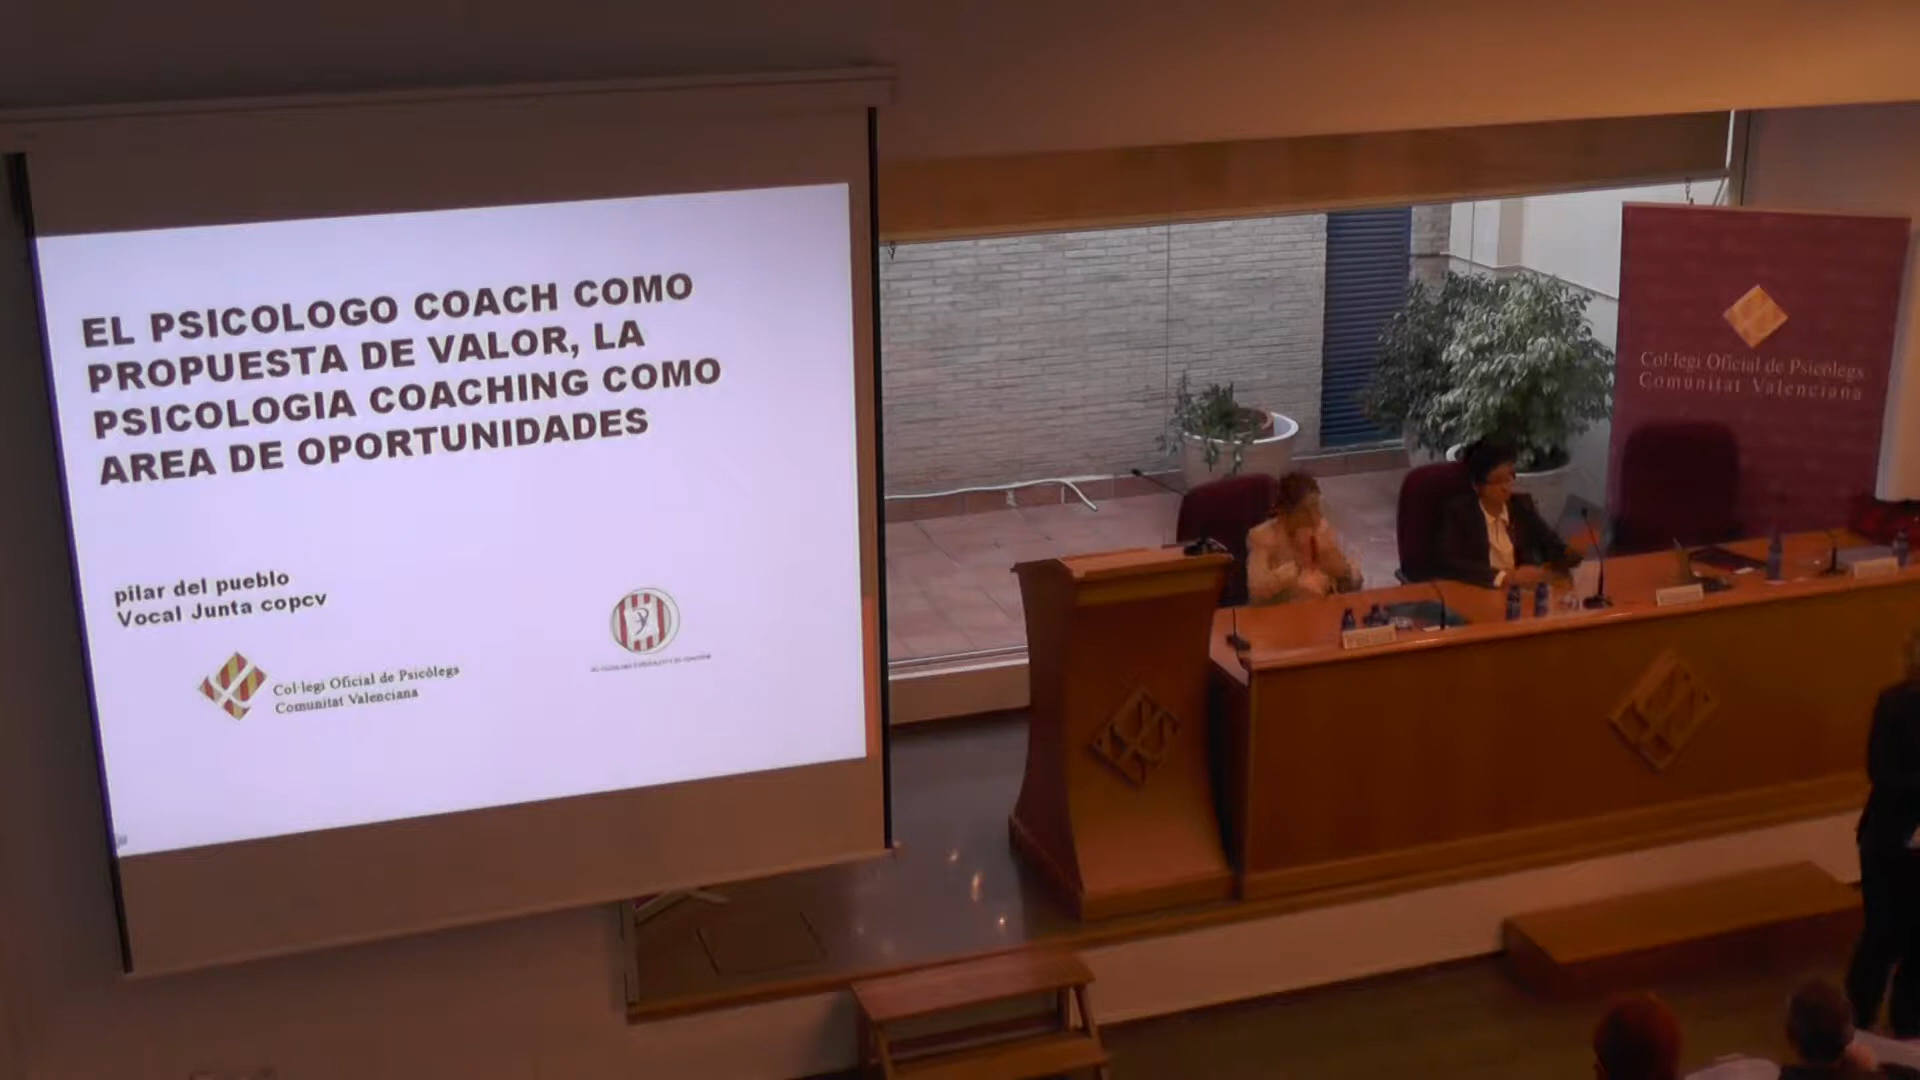 EL PSICOLOGO COACH COMO
PROPUESTA DE VALOR, LA
PSICOLOGIA COACHING COMO
AREA DE OPORTUNIDADES
pilar del pueblo
Vocal Junta copcv
Col·legi Oficial de Psicòlegs
Comunitat Valenciana
Col·legi Oficial de Psicòlegs
Comunitat Valenciana